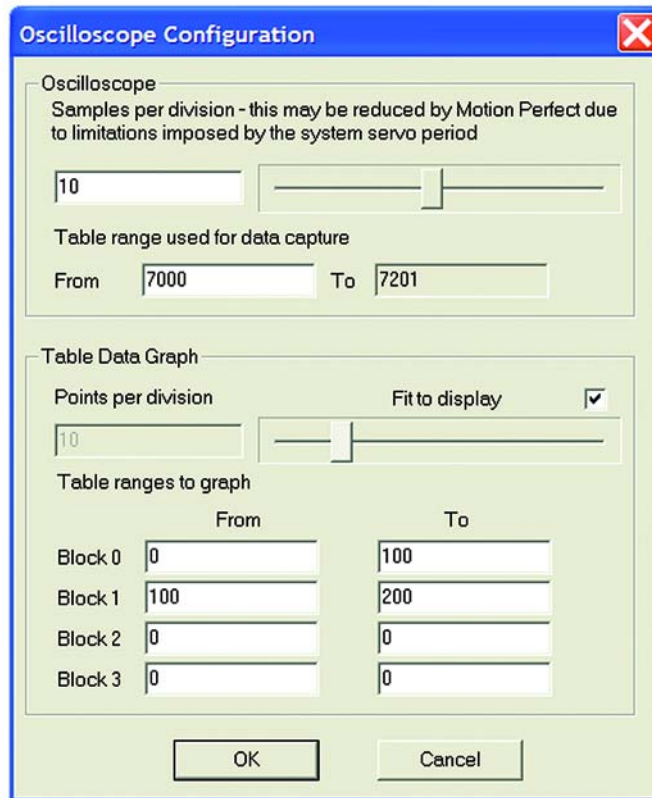 Oscilloscope Configuration
Oscilloscope
Samples per division - this may be reduced by Motion Perfect due
to limitations imposed by the system servo period
10
Table range used for data capture
From 7000 To 7201
Table Data Graph
Points per division Fit to display
10
Table ranges to graph
From To
Block 0 0 100
Block 1 100 200
Block 2 0 0
Block 3 0 0
OK Cancel